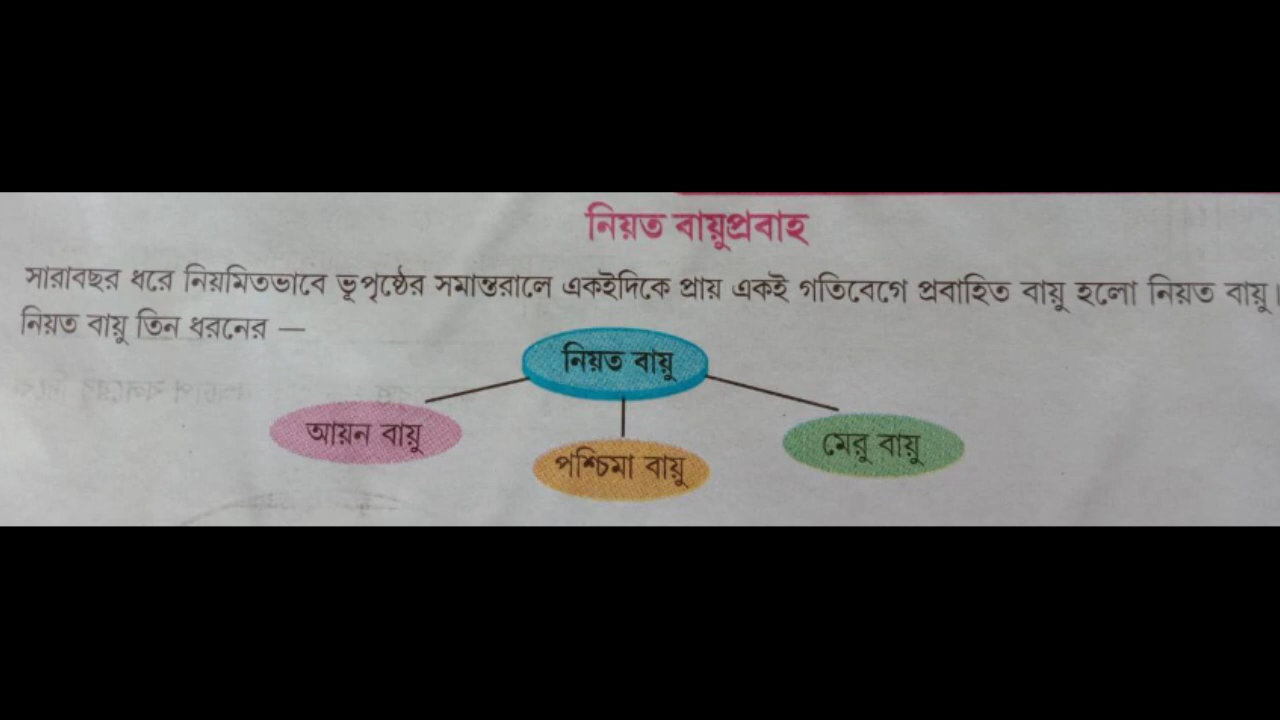 নিয়ত বায়ুপ্রবাহ
সারাবছর ধরে নিয়মিতভাবে ভূপৃষ্ঠের সমান্তরালে একইদিকে প্রায় একই গতিবেগে প্রবাহিত বায়ু হলো নিয়ত বায়ু।
নিয়ত বায়ু তিন ধরনের —
নিয়ত বায়ু
আয়ন বায়ু
পশ্চিমা বায়ু
মেরু বায়ু